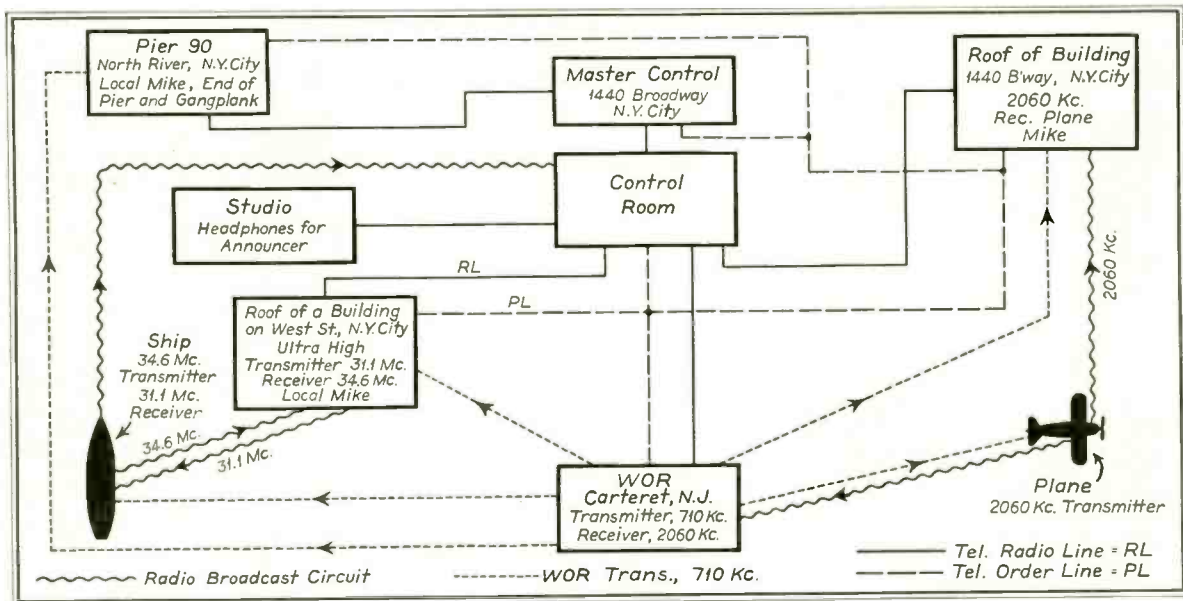 Pier 90
North River, N.Y.City
Local Mike, End of
Pier and Gangplank
Master Control
1440 Broadway
N.Y. City
Roof of Building
1440 B'way, N.Y.City
2060 Kc.
Rec. Plane
Mike
Control
Room
Studio
Headphones for
Announcer
RL
PL
Roof of a Building
on West St., N.Y.City
Ultra High
Transmitter 31.1 Mc.
Receiver 34.6 Mc.
Local Mike
Ship
34.6 Mc.
Transmitter
31.1 Mc.
Receiver
34.6 Mc.
31.1 Mc.
2060 Kc.
WOR
Carteret, N.J.
Transmitter, 710 Kc.
Receiver, 2060 Kc.
Plane
2060 Kc. Transmitter
Radio Broadcast Circuit
WOR Trans., 710 Kc.
Tel. Radio Line = RL
Tel. Order Line = PL